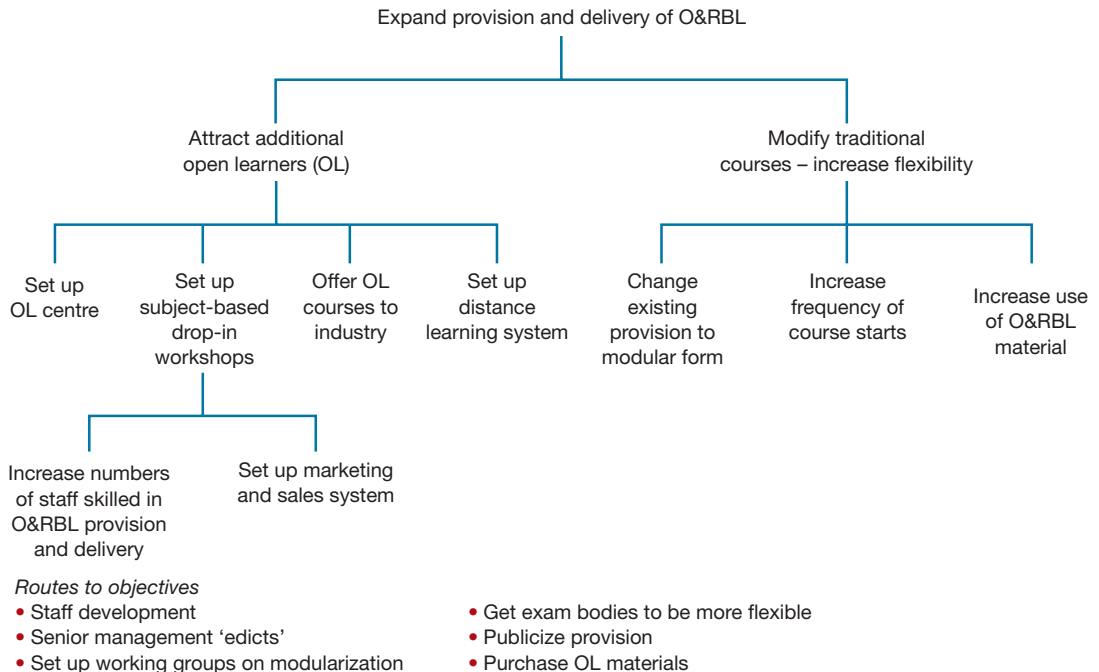 Expand provision and delivery of O&RBL
Attract additional
open learners (OL)
Modify traditional
courses – increase flexibility
Set up
OL centre
Set up
subject-based
drop-in
workshops
Offer OL
courses to
industry
Set up
distance
learning system
Change
existing
provision to
modular form
Increase
frequency of
course starts
Increase use
of O&RBL
material
Increase numbers
of staff skilled in
O&RBL provision
and delivery
Set up marketing
and sales system
Routes to objectives
• Staff development
• Senior management ‘edicts’
• Set up working groups on modularization
• Get exam bodies to be more flexible
• Publicize provision
• Purchase OL materials